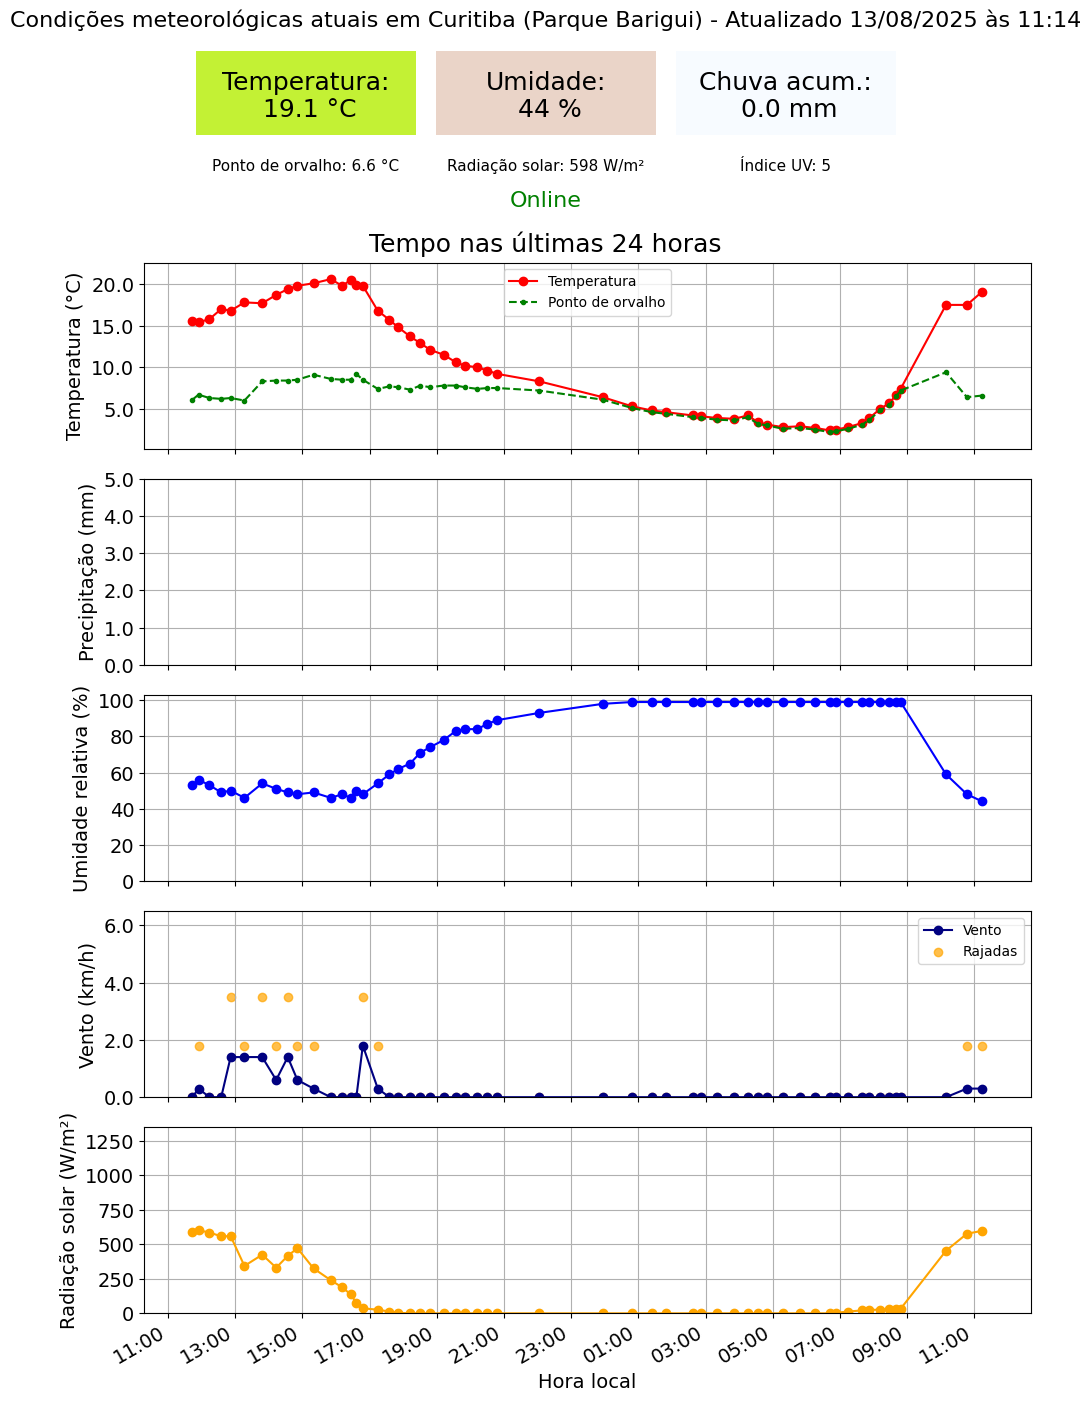 Condições meteorológicas atuais em Curitiba (Parque Barigui) - Atualizado 13/08/2025 às 11:14
Temperatura:
19.1 °C
Umidade:
44 %
Chuva acum.:
0.0 mm
Ponto de orvalho: 6.6 °C
Radiação solar: 598 W/m²
Índice UV: 5
Online
Tempo nas últimas 24 horas
Temperatura (°C)
20.0
15.0
10.0
5.0
Temperatura
Ponto de orvalho
Precipitação (mm)
5.0
4.0
3.0
2.0
1.0
0.0
Umidade relativa (%)
100
80
60
40
20
0
Vento (km/h)
6.0
4.0
2.0
0.0
Vento
Rajadas
Radiação solar (W/m²)
1250
1000
750
500
250
0
11:00
13:00
15:00
17:00
19:00
21:00
23:00
01:00
03:00
05:00
07:00
09:00
11:00
Hora local